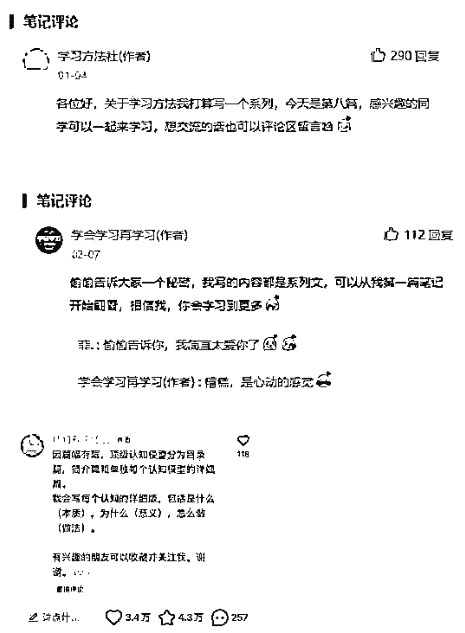 笔记评论
学习方法社(作者)
290 回复
01-04
各位好，关于学习方法我打算写一个系列，今天是第八篇，感兴趣的同
学可以一起来学习，想交流的话也可以评论区留言哈
笔记评论
学会学习再学习(作者)
112 回复
03-07
偷偷告诉大家一个秘密，我写的内容都是系列文，可以从我第一篇笔记
开始翻看，相信我，你会学习到更多
菲.: 偷偷告诉你，我简直太爱你了
学会学习再学习(作者): 糟糕，是心动的感觉
因篇幅有限，顶级认知模型分为目录
篇，简介篇和单独每个认知模型的详细
篇。
我会写每个认知的详细版，包括是什么
（本质），为什么（意义），怎么做
（做法）。
有兴趣的朋友可以收藏并关注我。谢
谢。
118
说点什...
3.4万
4.3万
257